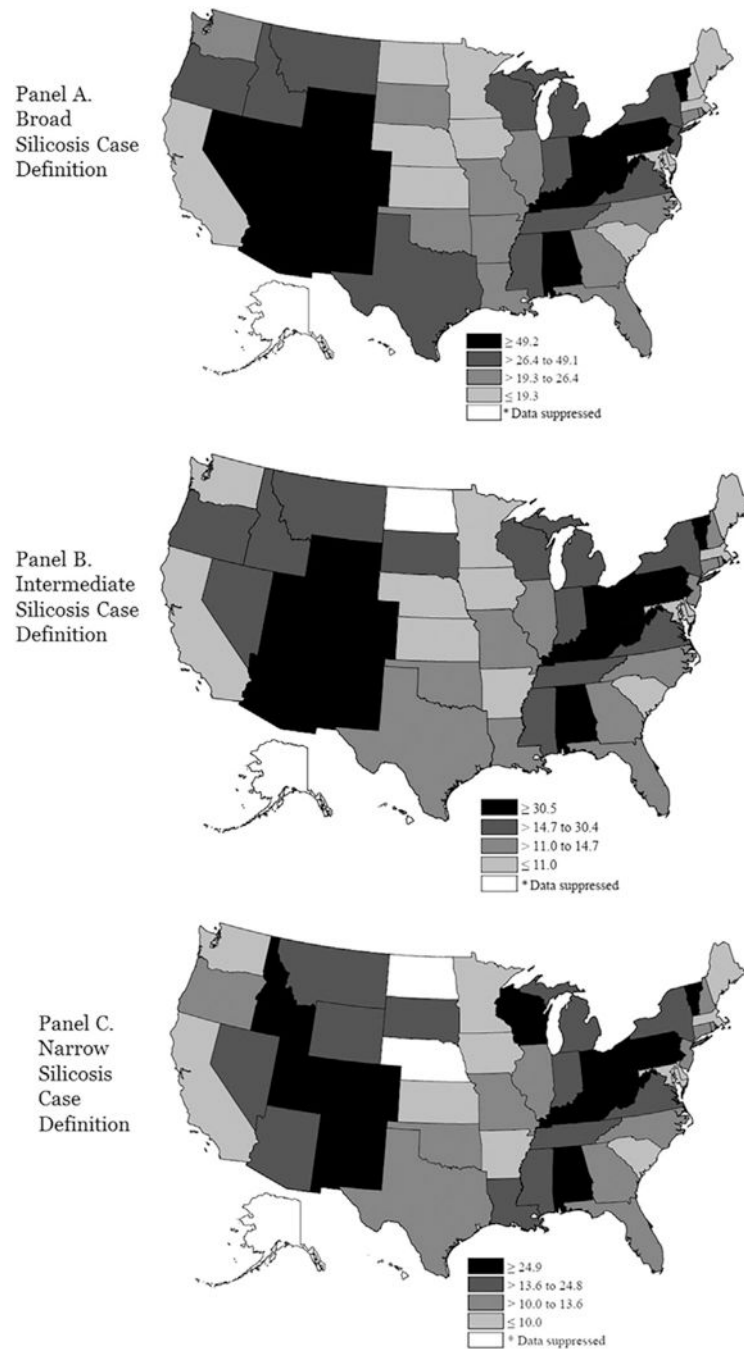 Panel A.
Broad
Silicosis Case
Definition
≥ 49.2
> 26.4 to 49.1
> 19.3 to 26.4
≤ 19.3
* Data suppressed
Panel B.
Intermediate
Silicosis Case
Definition
≥ 30.5
> 14.7 to 30.4
> 11.0 to 14.7
≤ 11.0
* Data suppressed
Panel C.
Narrow
Silicosis
Case
Definition
≥ 24.9
> 13.6 to 24.8
> 10.0 to 13.6
≤ 10.0
* Data suppressed